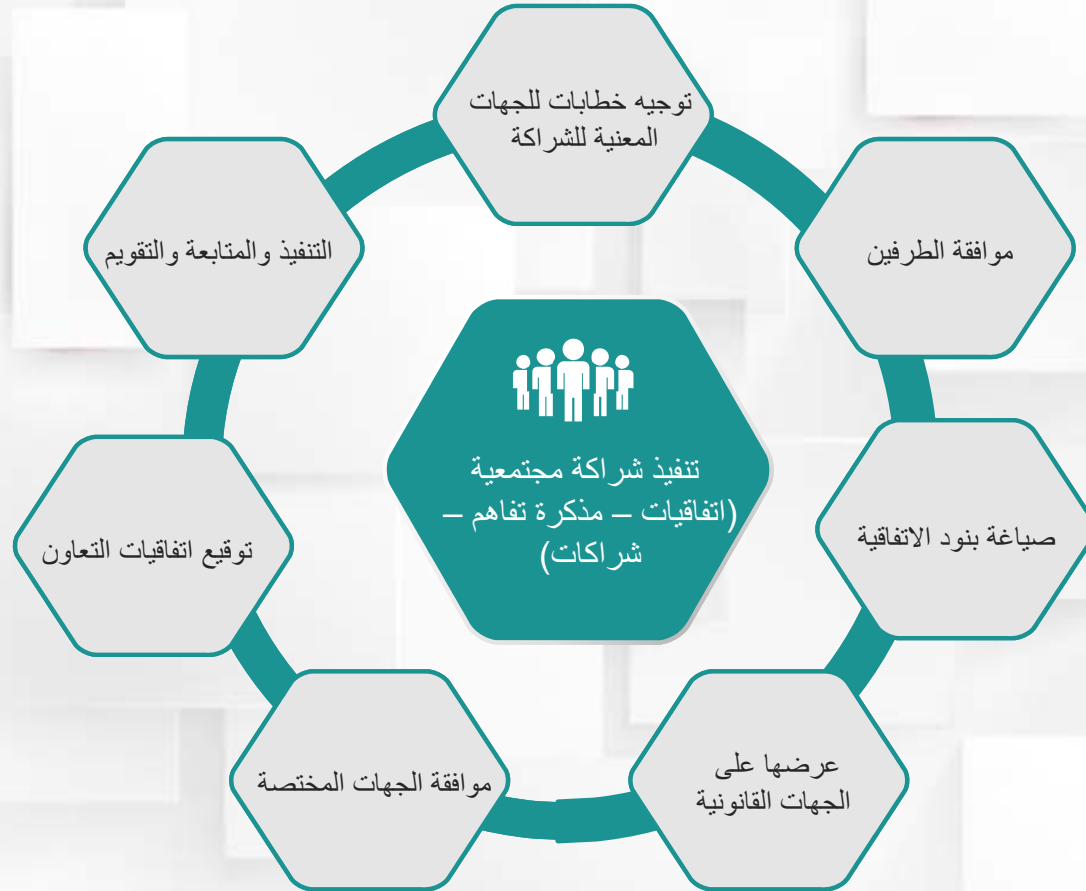 توجيه خطابات للجهات
المعنية للشراكة
موافقة الطرفين
صياغة بنود الاتفاقية
عرضها على
الجهات القانونية
موافقة الجهات المختصة
توقيع اتفاقيات التعاون
التنفيذ والمتابعة والتقويم
تنفيذ شراكة مجتمعية
(اتفاقيات – مذكرة تفاهم –
شراكات)